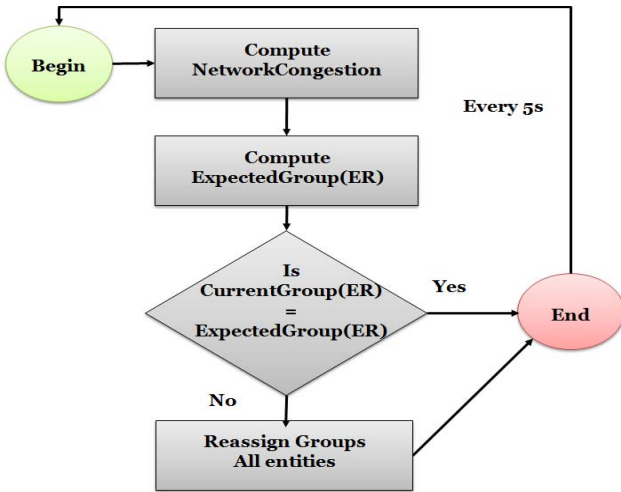 Begin
Compute
NetworkCongestion
Every 5s
Compute
ExpectedGroup(ER)
Is
CurrentGroup(ER)
=
ExpectedGroup(ER)
Yes
End
No
Reassign Groups
All entities